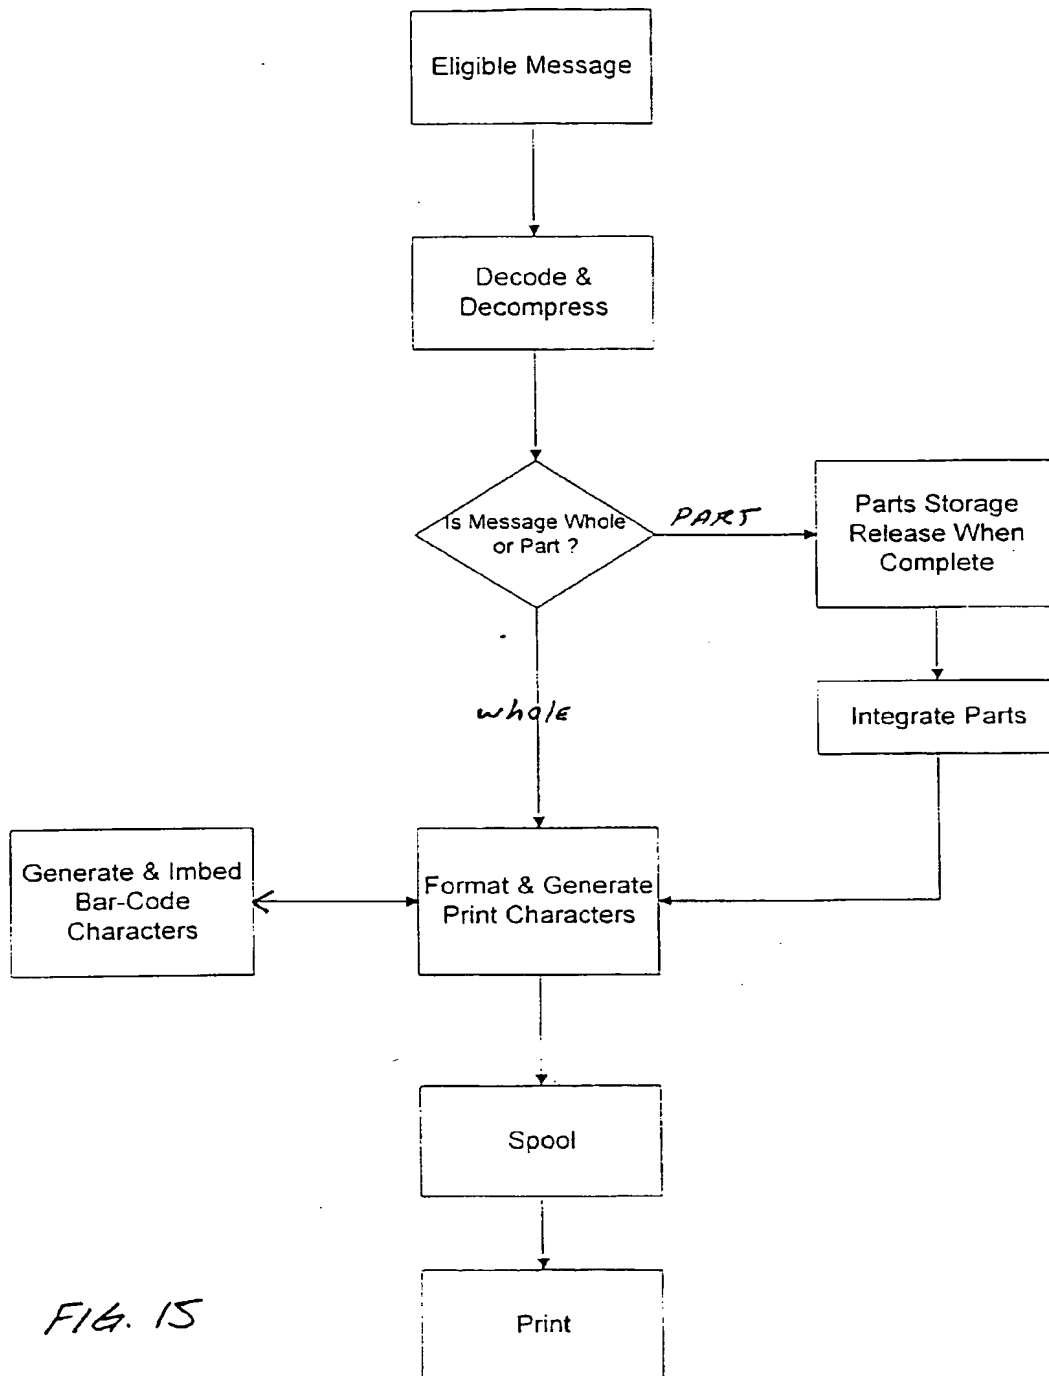 Eligible Message
Decode &
Decompress
Is Message Whole
or Part ?
PART
Parts Storage
Release When
Complete
whole
Integrate Parts
Generate & Imbed
Bar-Code
Characters
Format & Generate
Print Characters
Spool
Print
FIG. 15